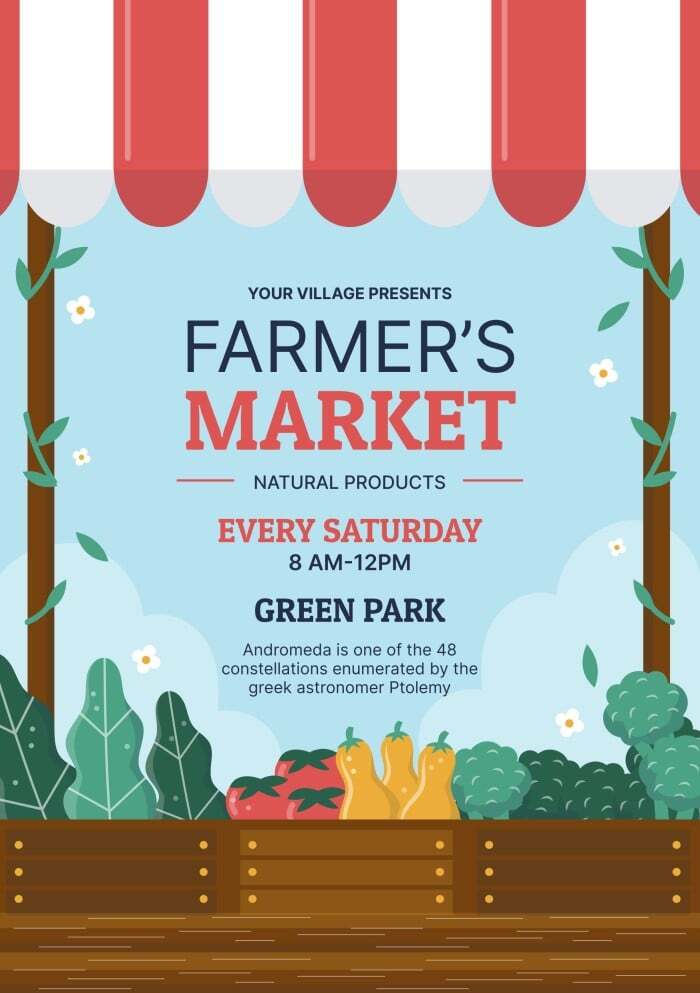 YOUR VILLAGE PRESENTS
FARMER’S
MARKET
NATURAL PRODUCTS
EVERY SATURDAY
8 AM-12PM
GREEN PARK
Andromeda is one of the 48
constellations enumerated by the
greek astronomer Ptolemy